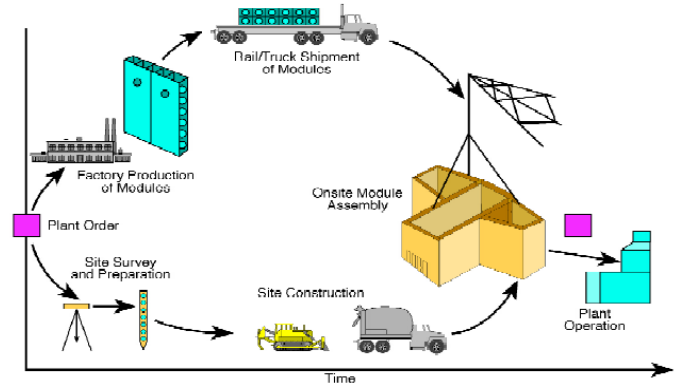 Rail/Truck Shipment
of Modules
Factory Production
of Modules
Onsite Module
Assembly
Plant Order
Site Survey
and Preparation
Site Construction
Plant
Operation
Time